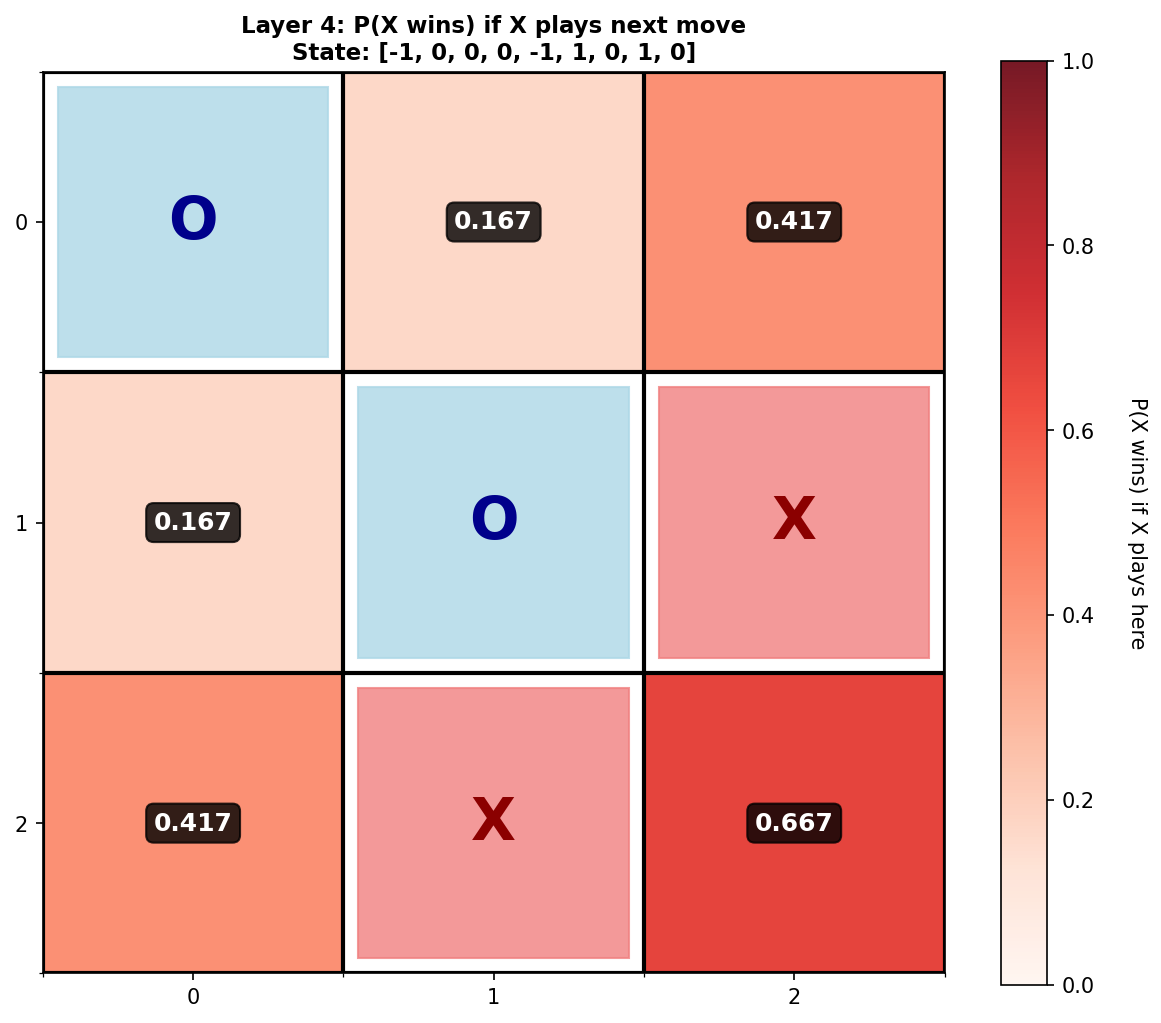 Layer 4: P(X wins) if X plays next move
State: [-1, 0, 0, 0, -1, 1, 0, 1, 0]
0
O
0.167
0.417
1
0.167
O
X
2
0.417
X
0.667
0
1
2
1.0
0.8
0.6
0.4
0.2
0.0
P(X wins) if X plays here